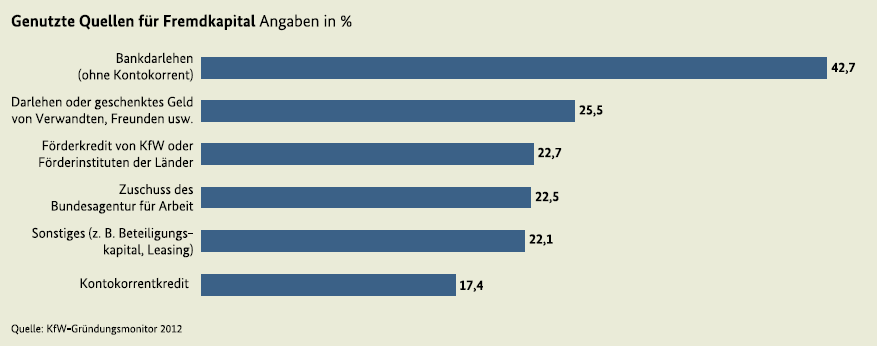 Genutzte Quellen für Fremdkapital Angaben in %
Bankdarlehen
(ohne Kontokorrent)
42,7
Darlehen oder geschenktes Geld
von Verwandten, Freunden usw.
25,5
Förderkredit von KfW oder
Förderinstituten der Länder
22,7
Zuschuss des
Bundesagentur für Arbeit
22,5
Sonstiges (z. B. Beteiligungs-
kapital, Leasing)
22,1
Kontokorrentkredit
17,4
Quelle: KfW-Gründungsmonitor 2012